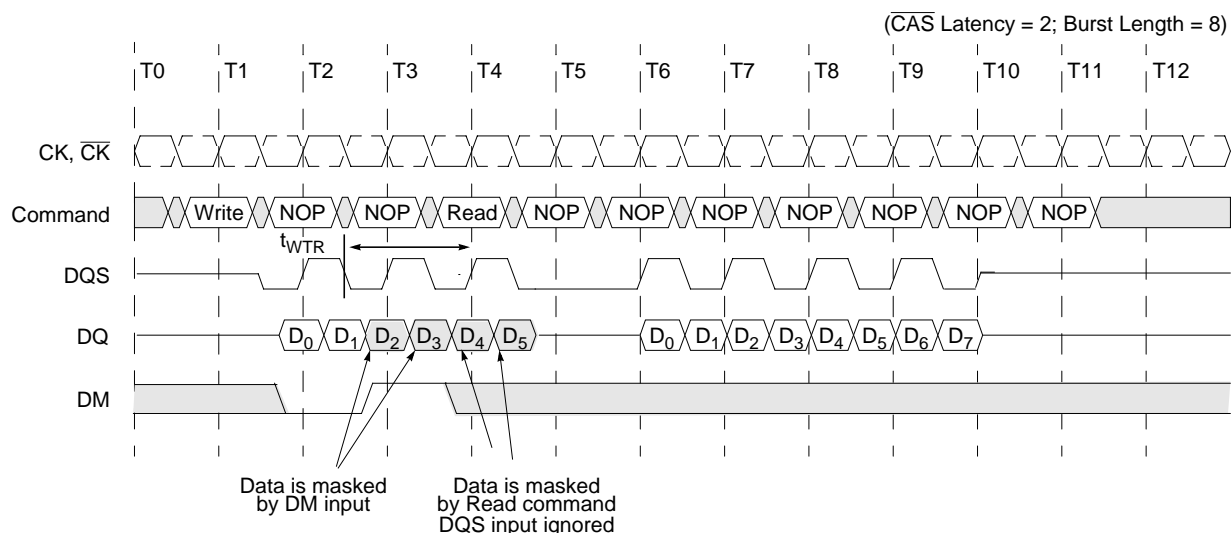 (CAS Latency = 2; Burst Length = 8)
T0 T1 T2 T3 T4 T5 T6 T7 T8 T9 T10 T11 T12
CK, CK
Command Write NOP NOP Read NOP NOP NOP NOP NOP NOP NOP
tWTR
DQS
DQ D0 D1 D2 D3 D4 D5 D0 D1 D2 D3 D4 D5 D6 D7
DM
Data is masked Data is masked
by DM input by Read command
DQS input ignored